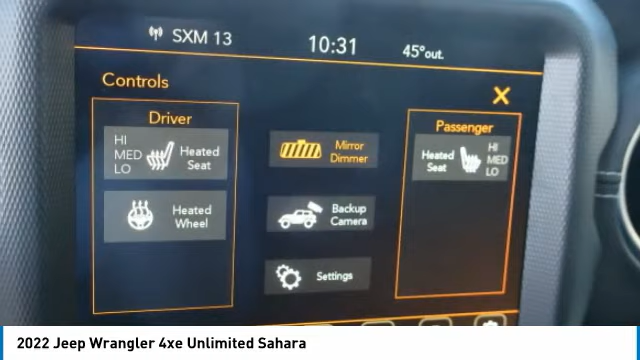 SXM 13
10:31
45°out.
Controls
X
Driver
HI
MED
LO
Heated
Seat
Heated
Wheel
Mirror
Dimmer
Backup
Camera
Settings
Passenger
Heated
Seat
HI
MED
LO
2022 Jeep Wrangler 4xe Unlimited Sahara